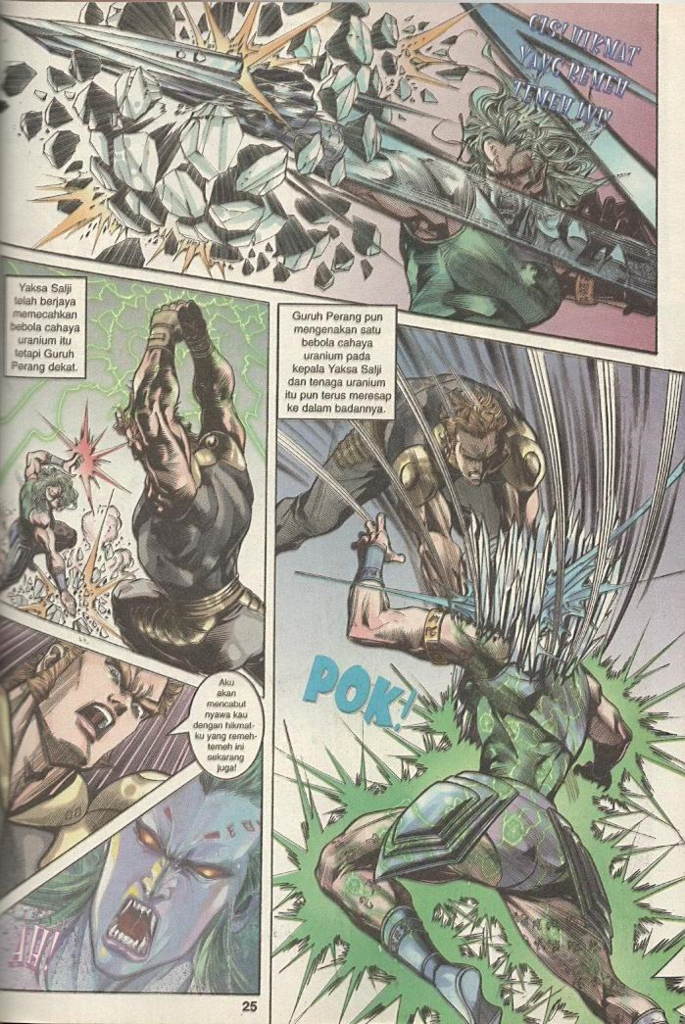 CIS! HIKMAT
YANG REMEH
TEMEH INI!
Yaksa Salji
telah berjaya
memecahkan
bebola cahaya
uranium itu
tetapi Guruh
Perang dekat.
Guruh Perang pun
mengenakan satu
bebola cahaya
uranium pada
kepala Yaksa Salji
dan tenaga uranium
itu pun terus meresap
ke dalam badannya.
POK!
Aku
akan
mencabut
nyawa kau
dengan hikmat-
ku yang remeh-
temeh ini
sekarang
juga!
25